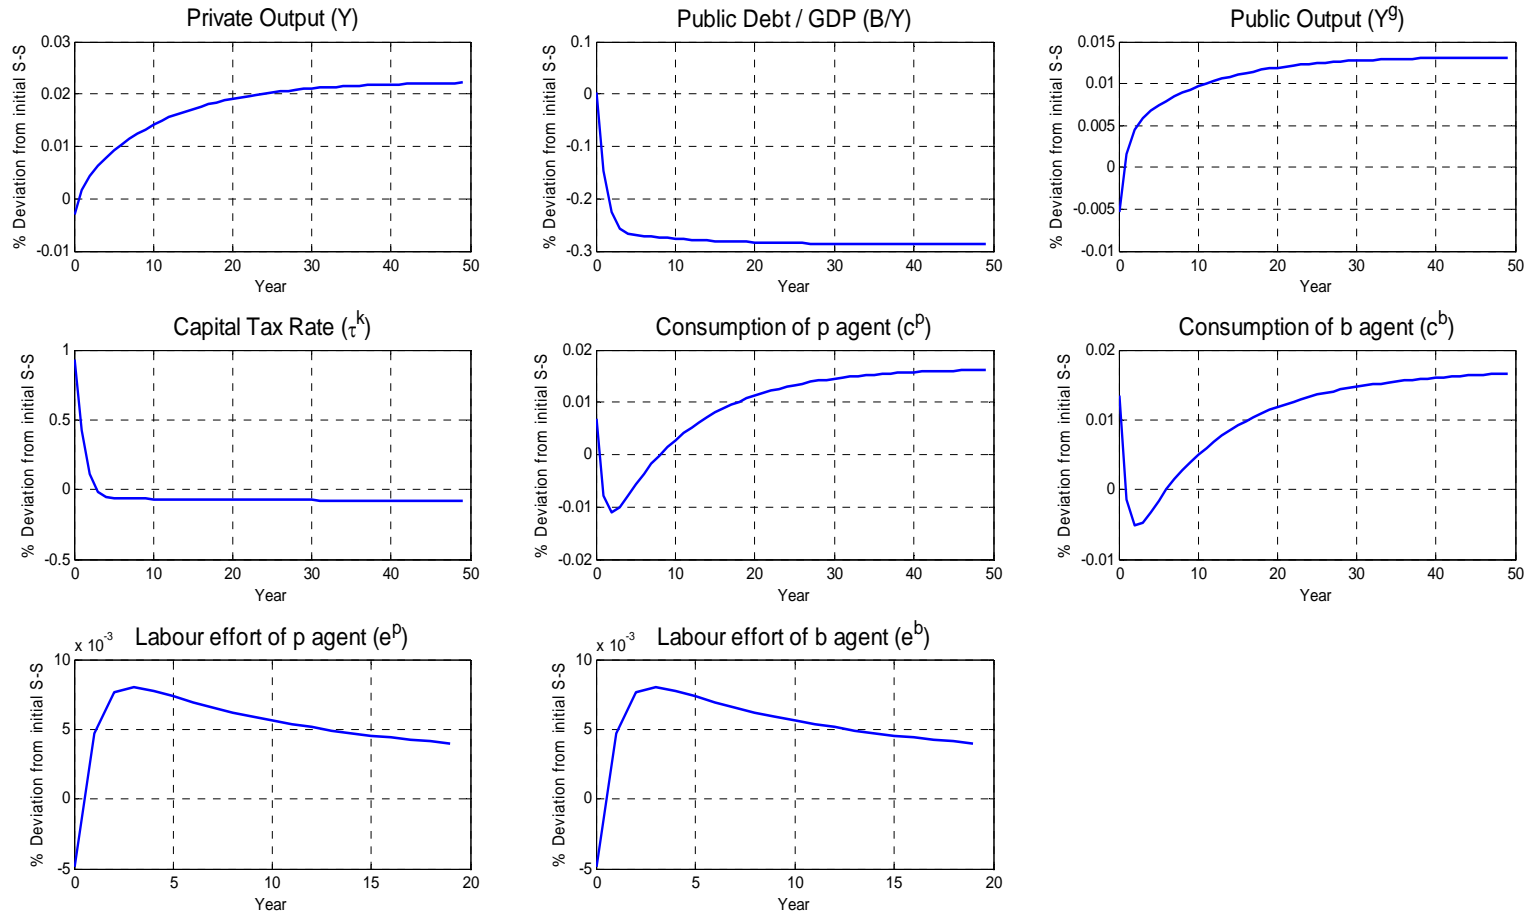 Private Output (Y)
% Deviation from initial S-S
0.03
0.02
0.01
0
-0.01
0 10 20 30 40 50
Year
Public Debt / GDP (B/Y)
% Deviation from initial S-S
0.1
0
-0.1
-0.2
-0.3
0 10 20 30 40 50
Year
Public Output (Y^g)
% Deviation from initial S-S
0.015
0.01
0.005
0
-0.005
-0.01
0 10 20 30 40 50
Year
Capital Tax Rate (τ^k)
% Deviation from initial S-S
1
0.5
0
-0.5
0 10 20 30 40 50
Year
Consumption of p agent (c^p)
% Deviation from initial S-S
0.02
0.01
0
-0.01
-0.02
0 10 20 30 40 50
Year
Consumption of b agent (c^b)
% Deviation from initial S-S
0.02
0.01
0
-0.01
0 10 20 30 40 50
Year
x 10^-3
Labour effort of p agent (e^p)
% Deviation from initial S-S
10
5
0
-5
0 5 10 15 20
Year
x 10^-3
Labour effort of b agent (e^b)
% Deviation from initial S-S
10
5
0
-5
0 5 10 15 20
Year